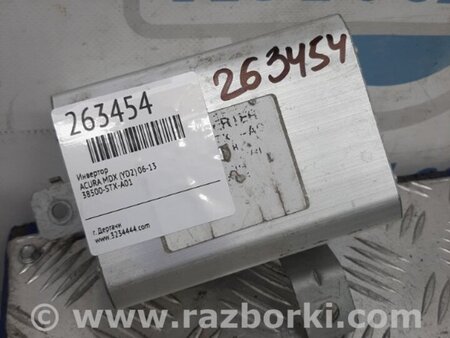 263454
263454
Инвертор
ACURA MDX (YD2) 06-13
38500-STX-A01
г. Дергачи
www.3234444.com
www.razborki.com